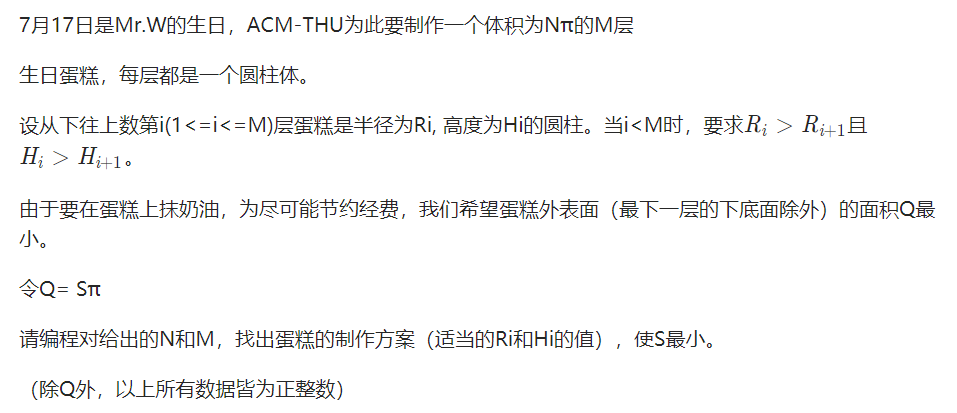 7月17日是Mr.W的生日，ACM-THU为此要制作一个体积为Nπ的M层
生日蛋糕，每层都是一个圆柱体。
设从下往上数第i(1<=i<=M)层蛋糕是半径为Ri, 高度为Hi的圆柱。当i<M时，要求R_i > R_{i+1}且
H_i > H_{i+1}。
由于要在蛋糕上抹奶油，为尽可能节约经费，我们希望蛋糕外表面（最下一层的下底面除外）的面积Q最
小。
令Q= Sπ
请编程对给出的N和M，找出蛋糕的制作方案（适当的Ri和Hi的值），使S最小。
（除Q外，以上所有数据皆为正整数）